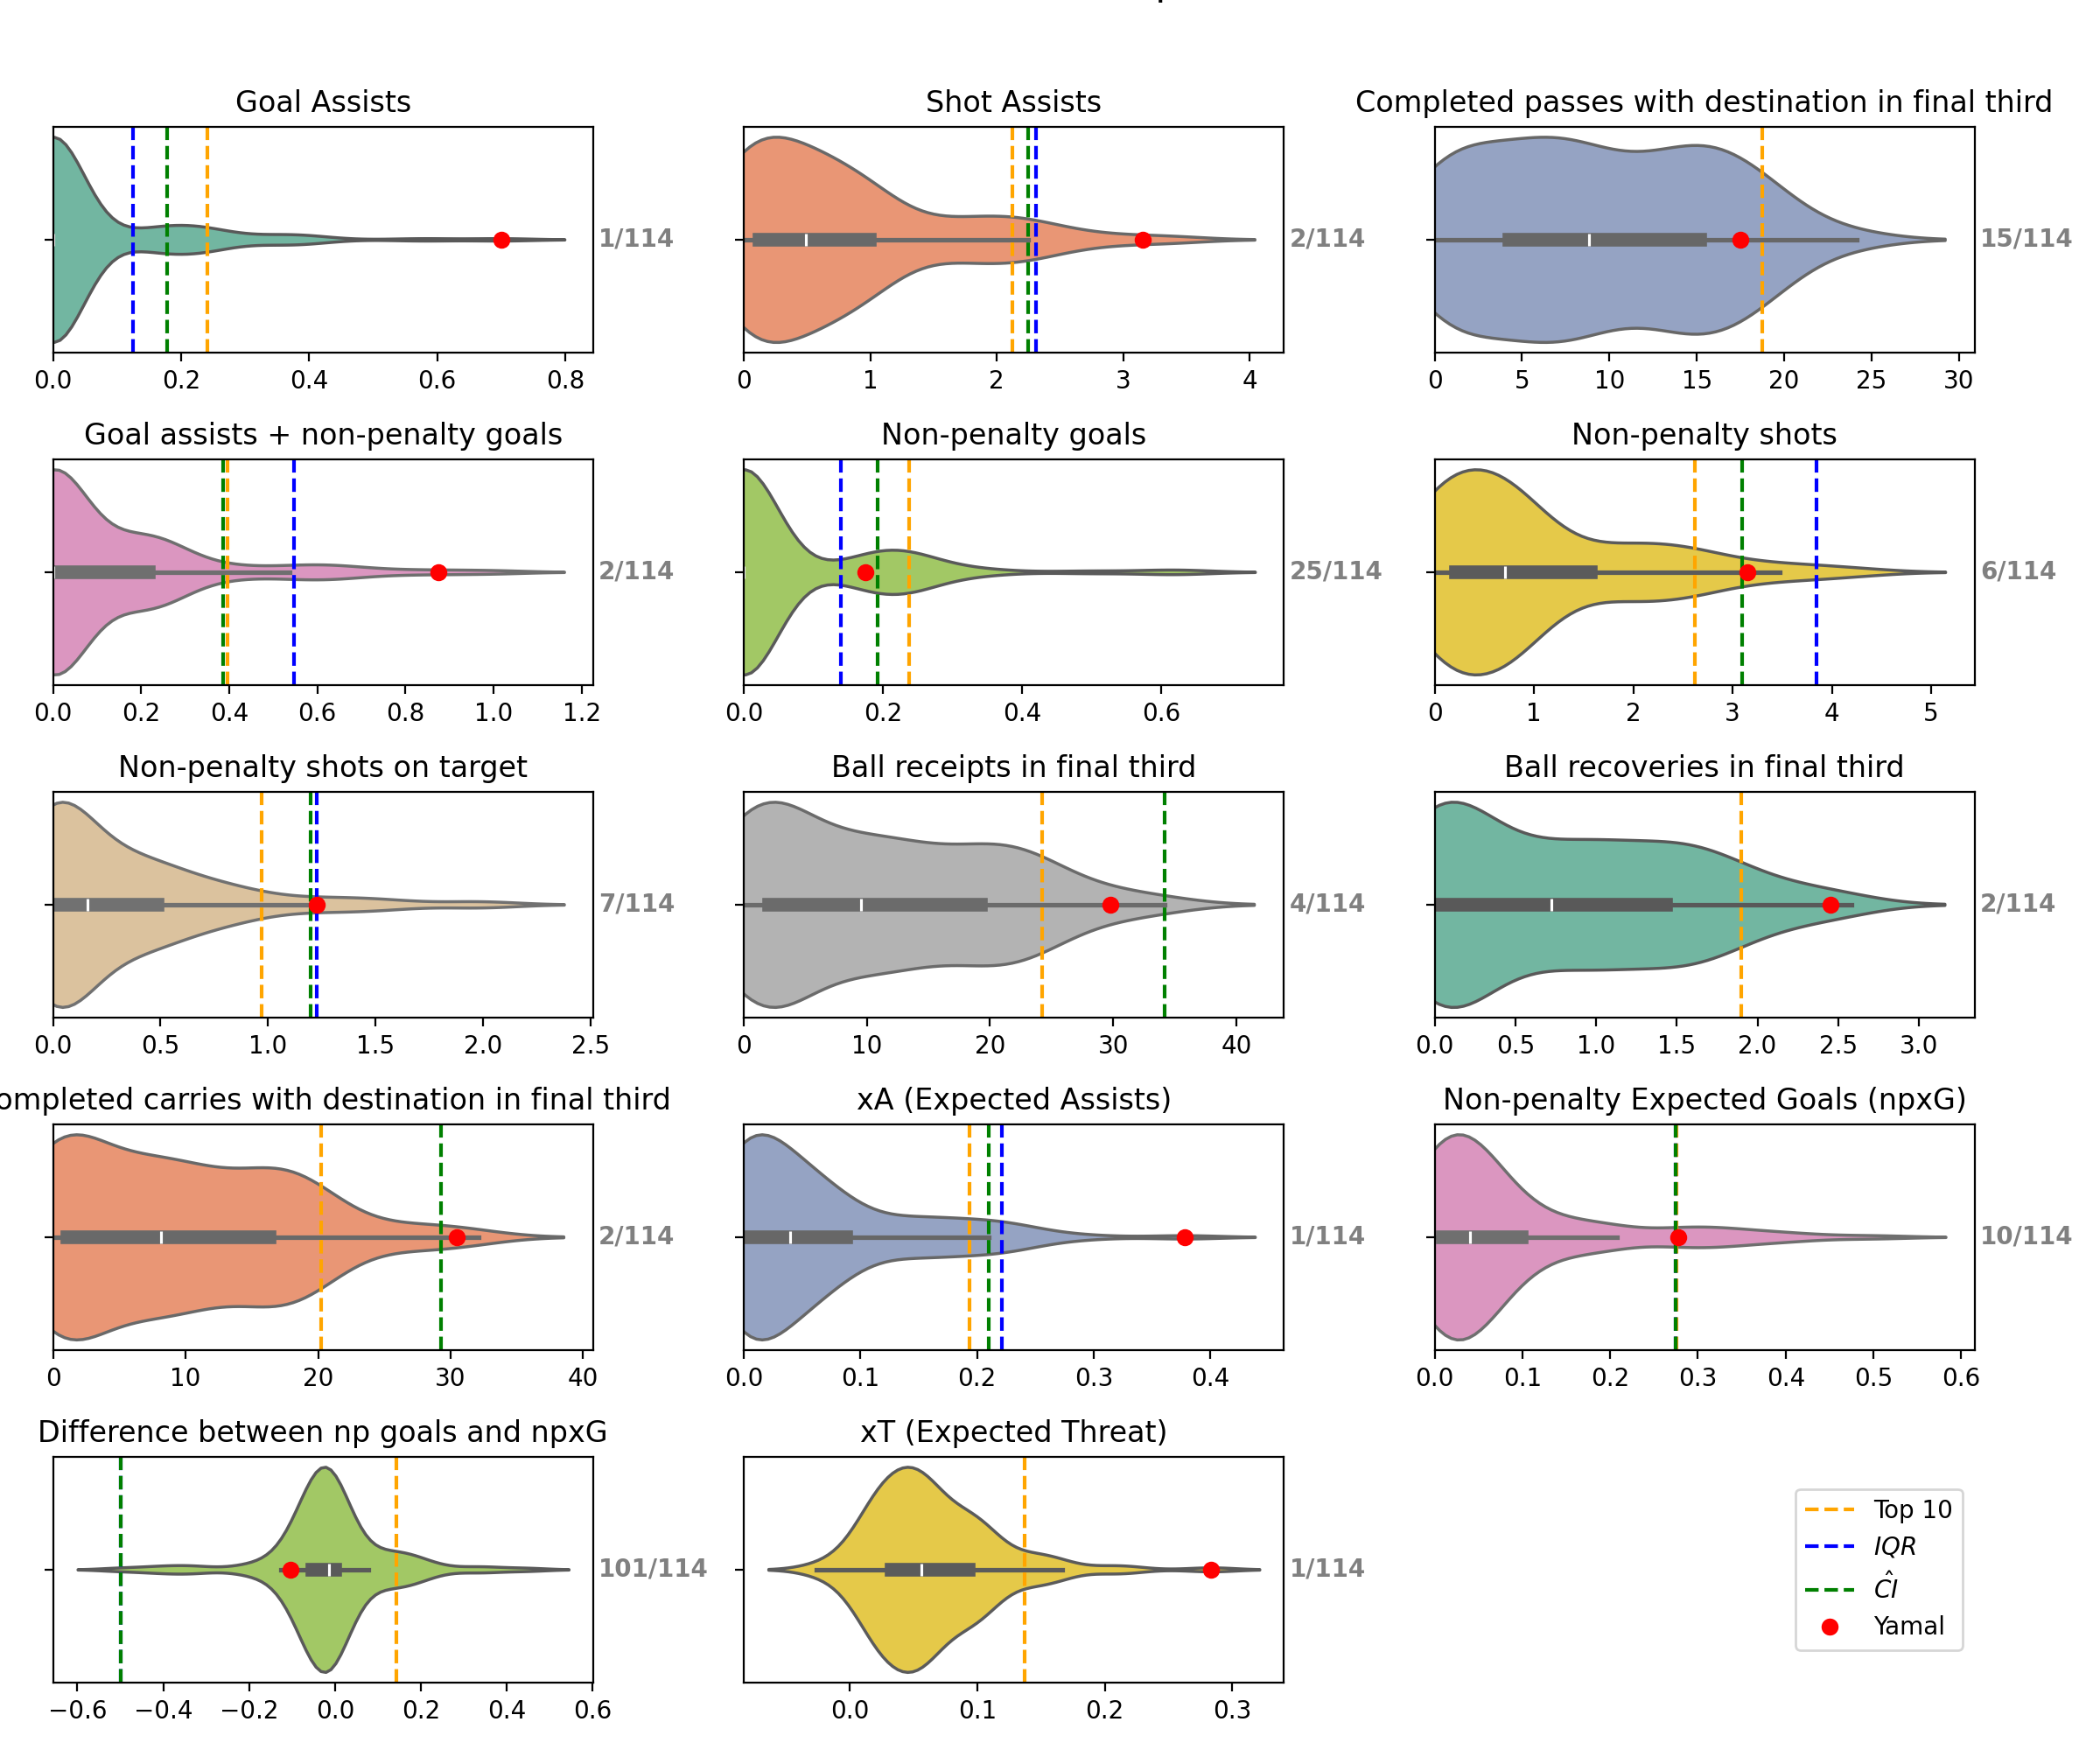 Goal Assists
Shot Assists
Completed passes with destination in final third
1/114
2/114
15/114
0.0 0.2 0.4 0.6 0.8
0 1 2 3 4
0 5 10 15 20 25 30
Goal assists + non-penalty goals
Non-penalty goals
Non-penalty shots
2/114
25/114
6/114
0.0 0.2 0.4 0.6 0.8 1.0 1.2
0.0 0.2 0.4 0.6
0 1 2 3 4 5
Non-penalty shots on target
Ball receipts in final third
Ball recoveries in final third
7/114
4/114
2/114
0.0 0.5 1.0 1.5 2.0 2.5
0 10 20 30 40
0.0 0.5 1.0 1.5 2.0 2.5 3.0
ompleted carries with destination in final third
xA (Expected Assists)
Non-penalty Expected Goals (npxG)
2/114
1/114
10/114
0 10 20 30 40
0.0 0.1 0.2 0.3 0.4
0.0 0.1 0.2 0.3 0.4 0.5 0.6
Difference between np goals and npxG
xT (Expected Threat)
101/114
1/114
−0.6 −0.4 −0.2 0.0 0.2 0.4 0.6
0.0 0.1 0.2 0.3
Top 10
IQR
ĈI
Yamal